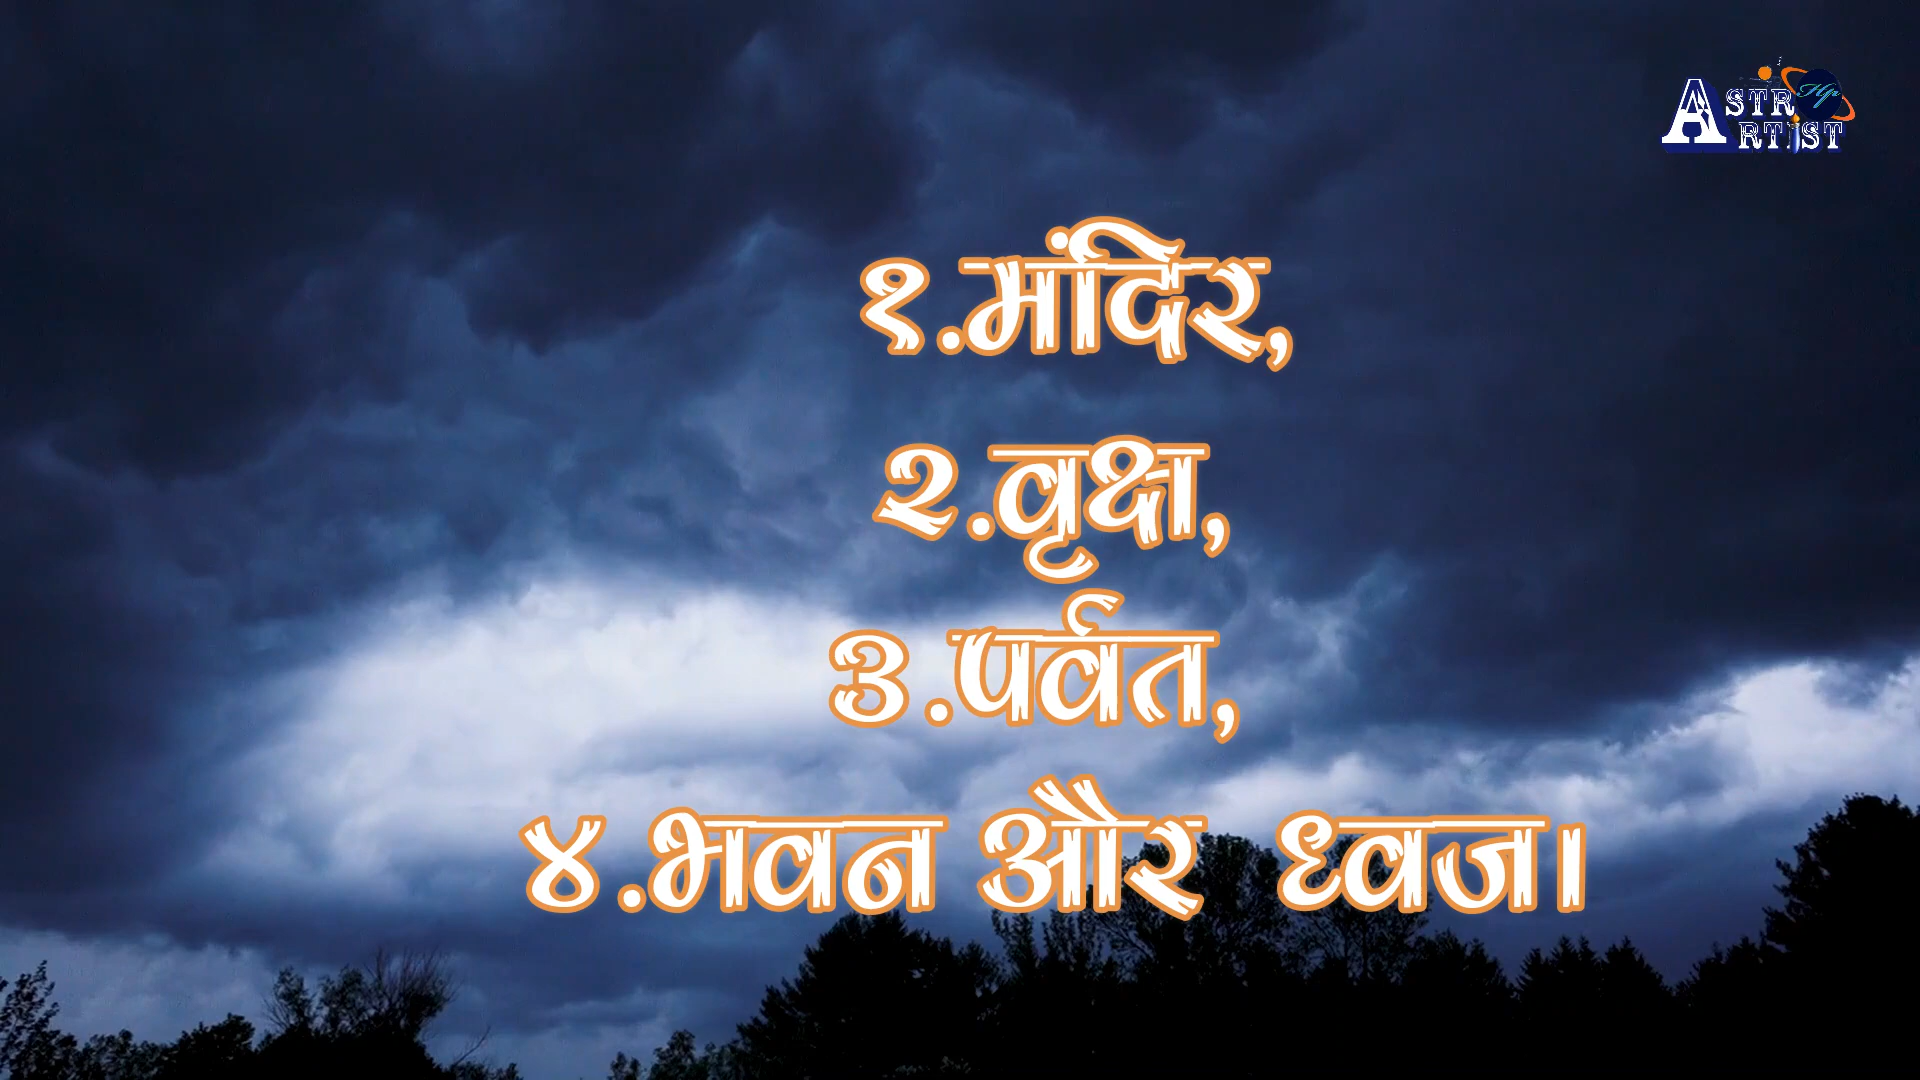 ASTRO
ARTIST
१.मंदिर,
२.वृक्ष,
३.पर्वत,
४.भवन और ध्वज।